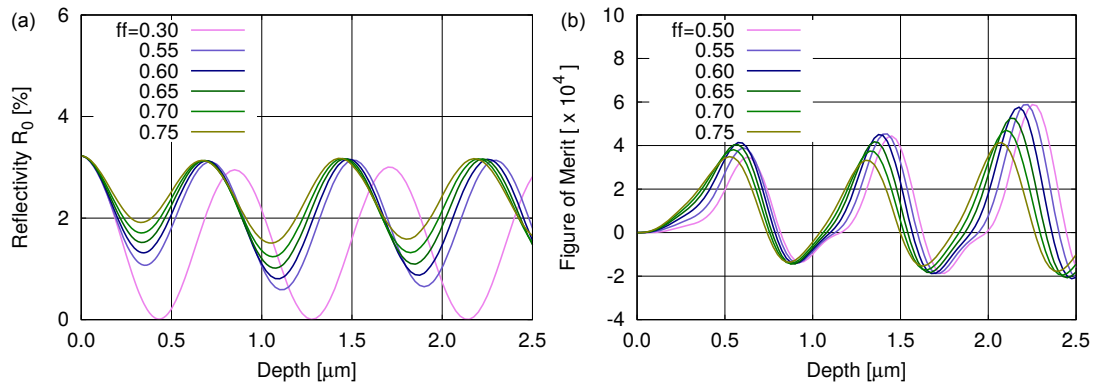 (a)
Reflectivity R0 [%]
6
4
2
0
ff=0.30
0.55
0.60
0.65
0.70
0.75
0.0 0.5 1.0 1.5 2.0 2.5
Depth [μm]
(b)
Figure of Merit [ x 10^4 ]
10
8
6
4
2
0
-2
-4
ff=0.50
0.55
0.60
0.65
0.70
0.75
0.0 0.5 1.0 1.5 2.0 2.5
Depth [μm]